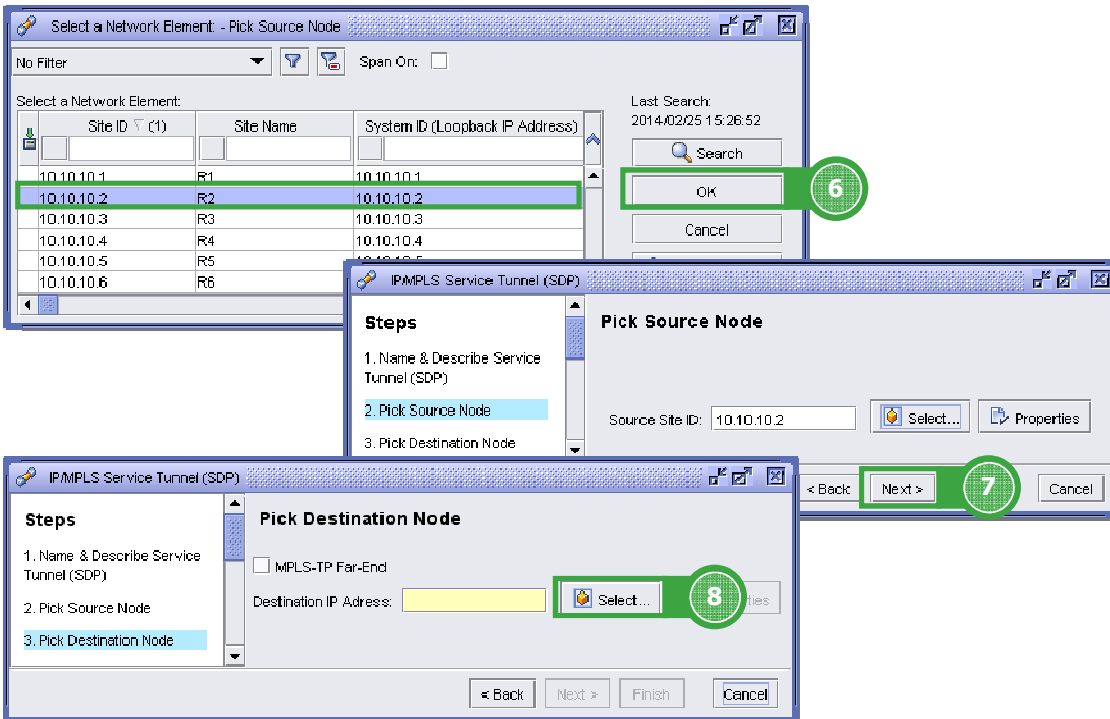 Select a Network Element: - Pick Source Node
No Filter
Span On:
Select a Network Element:
Site ID (1) Site Name System ID (Loopback IP Address)
10.10.10.1 R1 10.10.10.1
10.10.10.2 R2 10.10.10.2
10.10.10.3 R3 10.10.10.3
10.10.10.4 R4 10.10.10.4
10.10.10.5 R5 10.10.10.5
10.10.10.6 R6
Last Search:
2014/02/25 15:26:52
Search
OK
6
Cancel
IP/MPLS Service Tunnel (SDP)
Steps
1. Name & Describe Service
Tunnel (SDP)
2. Pick Source Node
3. Pick Destination Node
Pick Source Node
Source Site ID: 10.10.10.2 Select... Properties
< Back Next > 7 Cancel
IP/MPLS Service Tunnel (SDP)
Steps
1. Name & Describe Service
Tunnel (SDP)
2. Pick Source Node
3. Pick Destination Node
Pick Destination Node
MPLS-TP Far-End
Destination IP Adress: Select... 8 ties
< Back Next > Finish Cancel